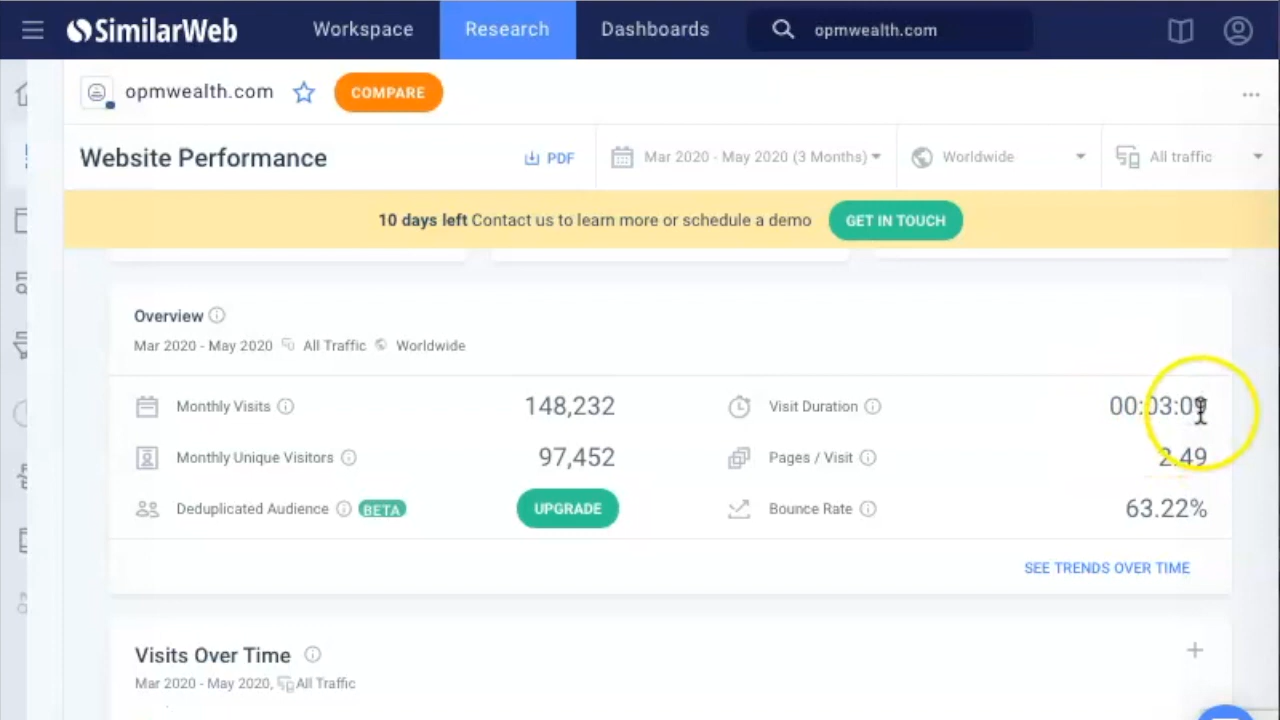 SimilarWeb Workspace Research Dashboards opmwealth.com
opmwealth.com COMPARE
Website Performance PDF Mar 2020 - May 2020 (3 Months) Worldwide All traffic
10 days left Contact us to learn more or schedule a demo GET IN TOUCH
Overview
Mar 2020 - May 2020 All Traffic Worldwide
Monthly Visits 148,232 Visit Duration 00:03:09
Monthly Unique Visitors 97,452 Pages / Visit 2.49
Deduplicated Audience BETA UPGRADE Bounce Rate 63.22%
SEE TRENDS OVER TIME
Visits Over Time
Mar 2020 - May 2020, All Traffic